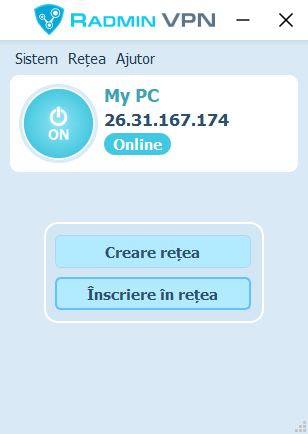 RADMIN VPN
Sistem Rețea Ajutor
ON
My PC
26.31.167.174
Online
Creare rețea
Înscriere în rețea